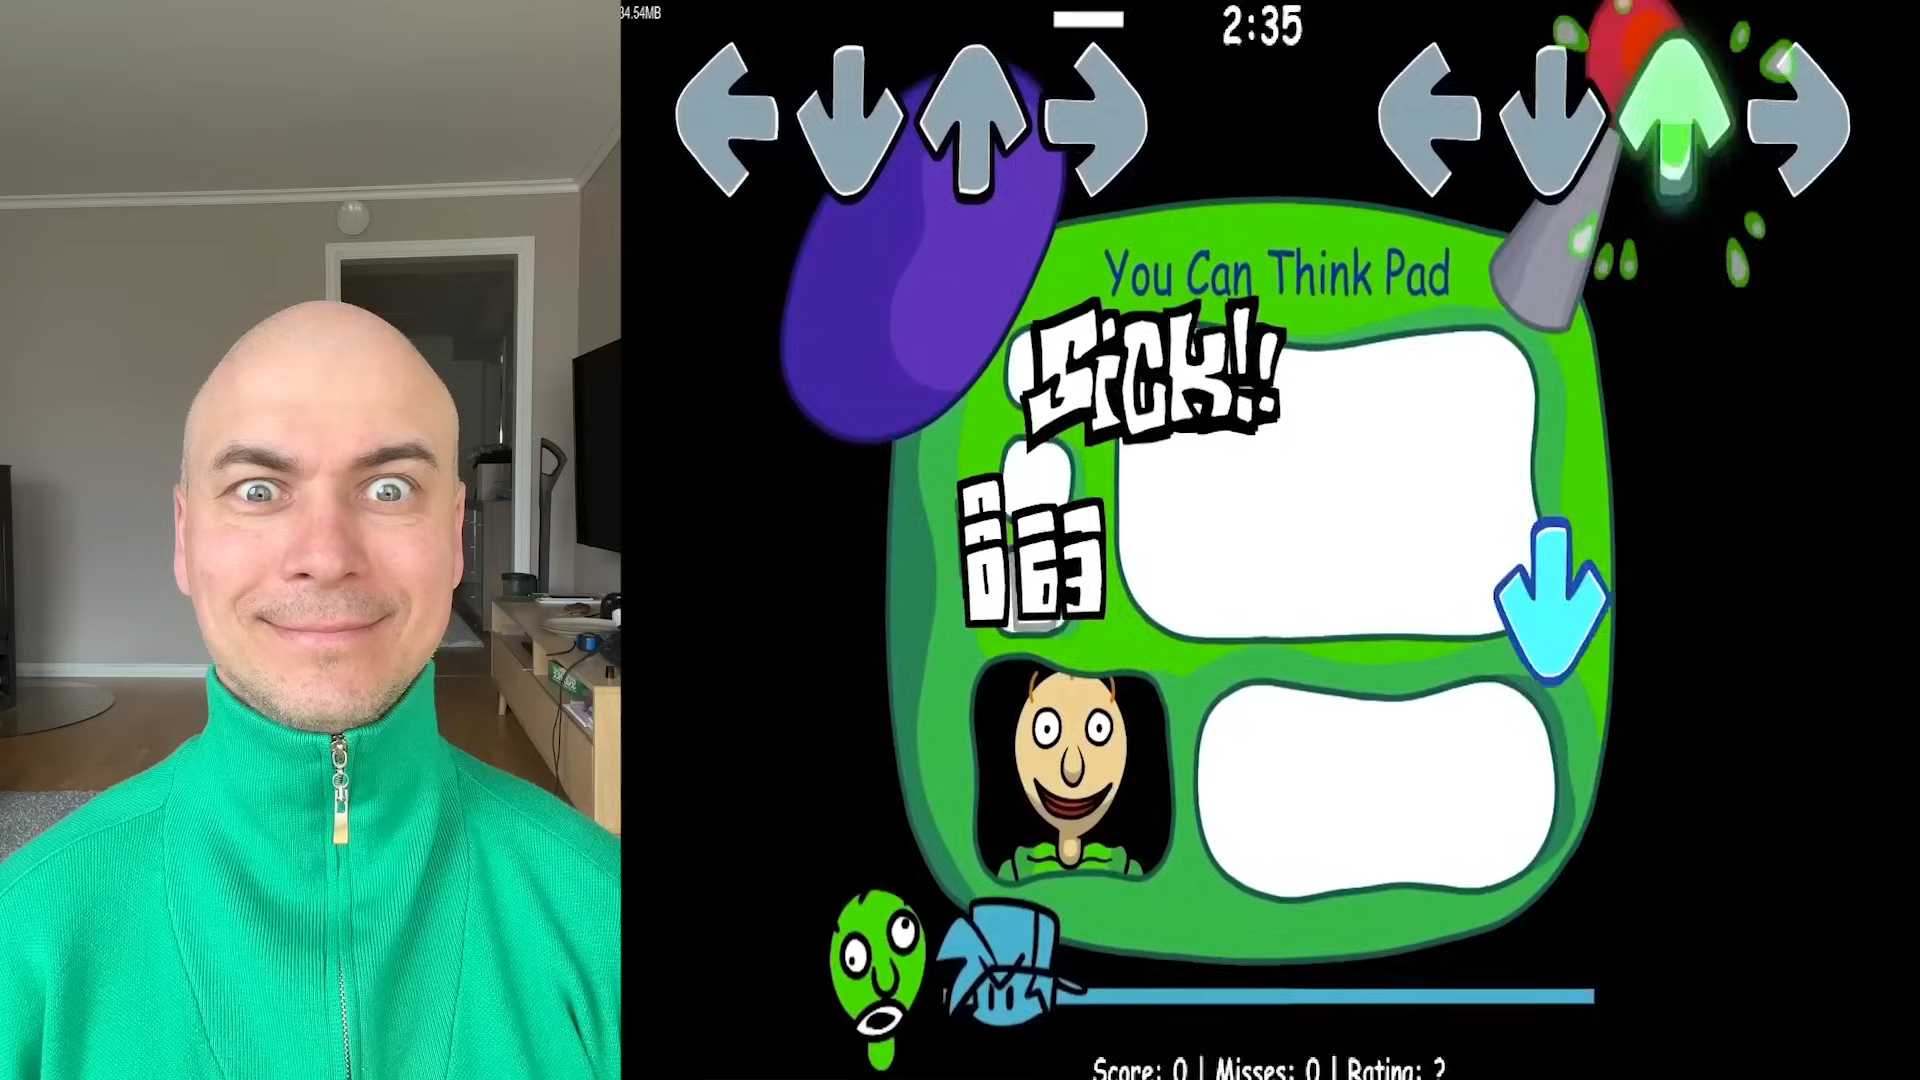 34.54MB
2:35
You Can Think Pad
SiCK!!
063
Score: 0 | Misses: 0 | Rating: ?